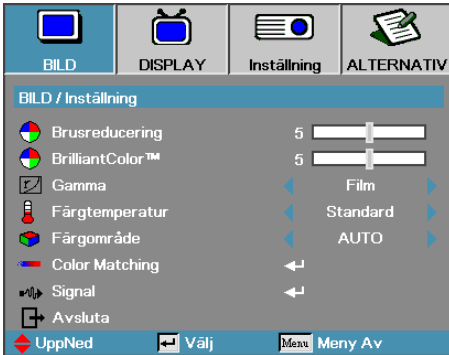 BILD DISPLAY Inställning ALTERNATIV
BILD / Inställning
Brusreducering 5
BrilliantColor™ 5
Gamma Film
Färgtemperatur Standard
Färgområde AUTO
Color Matching
Signal
Avsluta
UppNed Välj Menu Meny Av